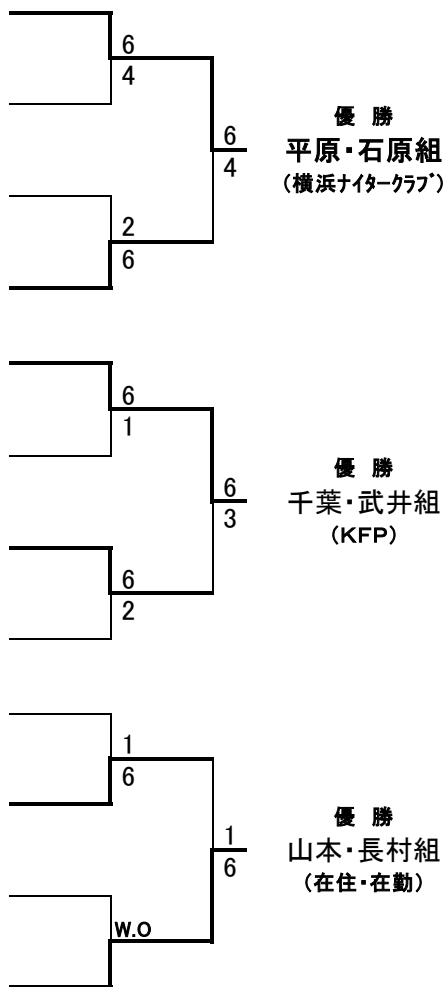 6
4
6
4
優 勝
平原・石原組
(横浜ナイタークラブ)
2
6
6
1
6
3
優 勝
千葉・武井組
(KFP)
6
2
1
6
1
6
優 勝
山本・長村組
(在住・在勤)
W.O